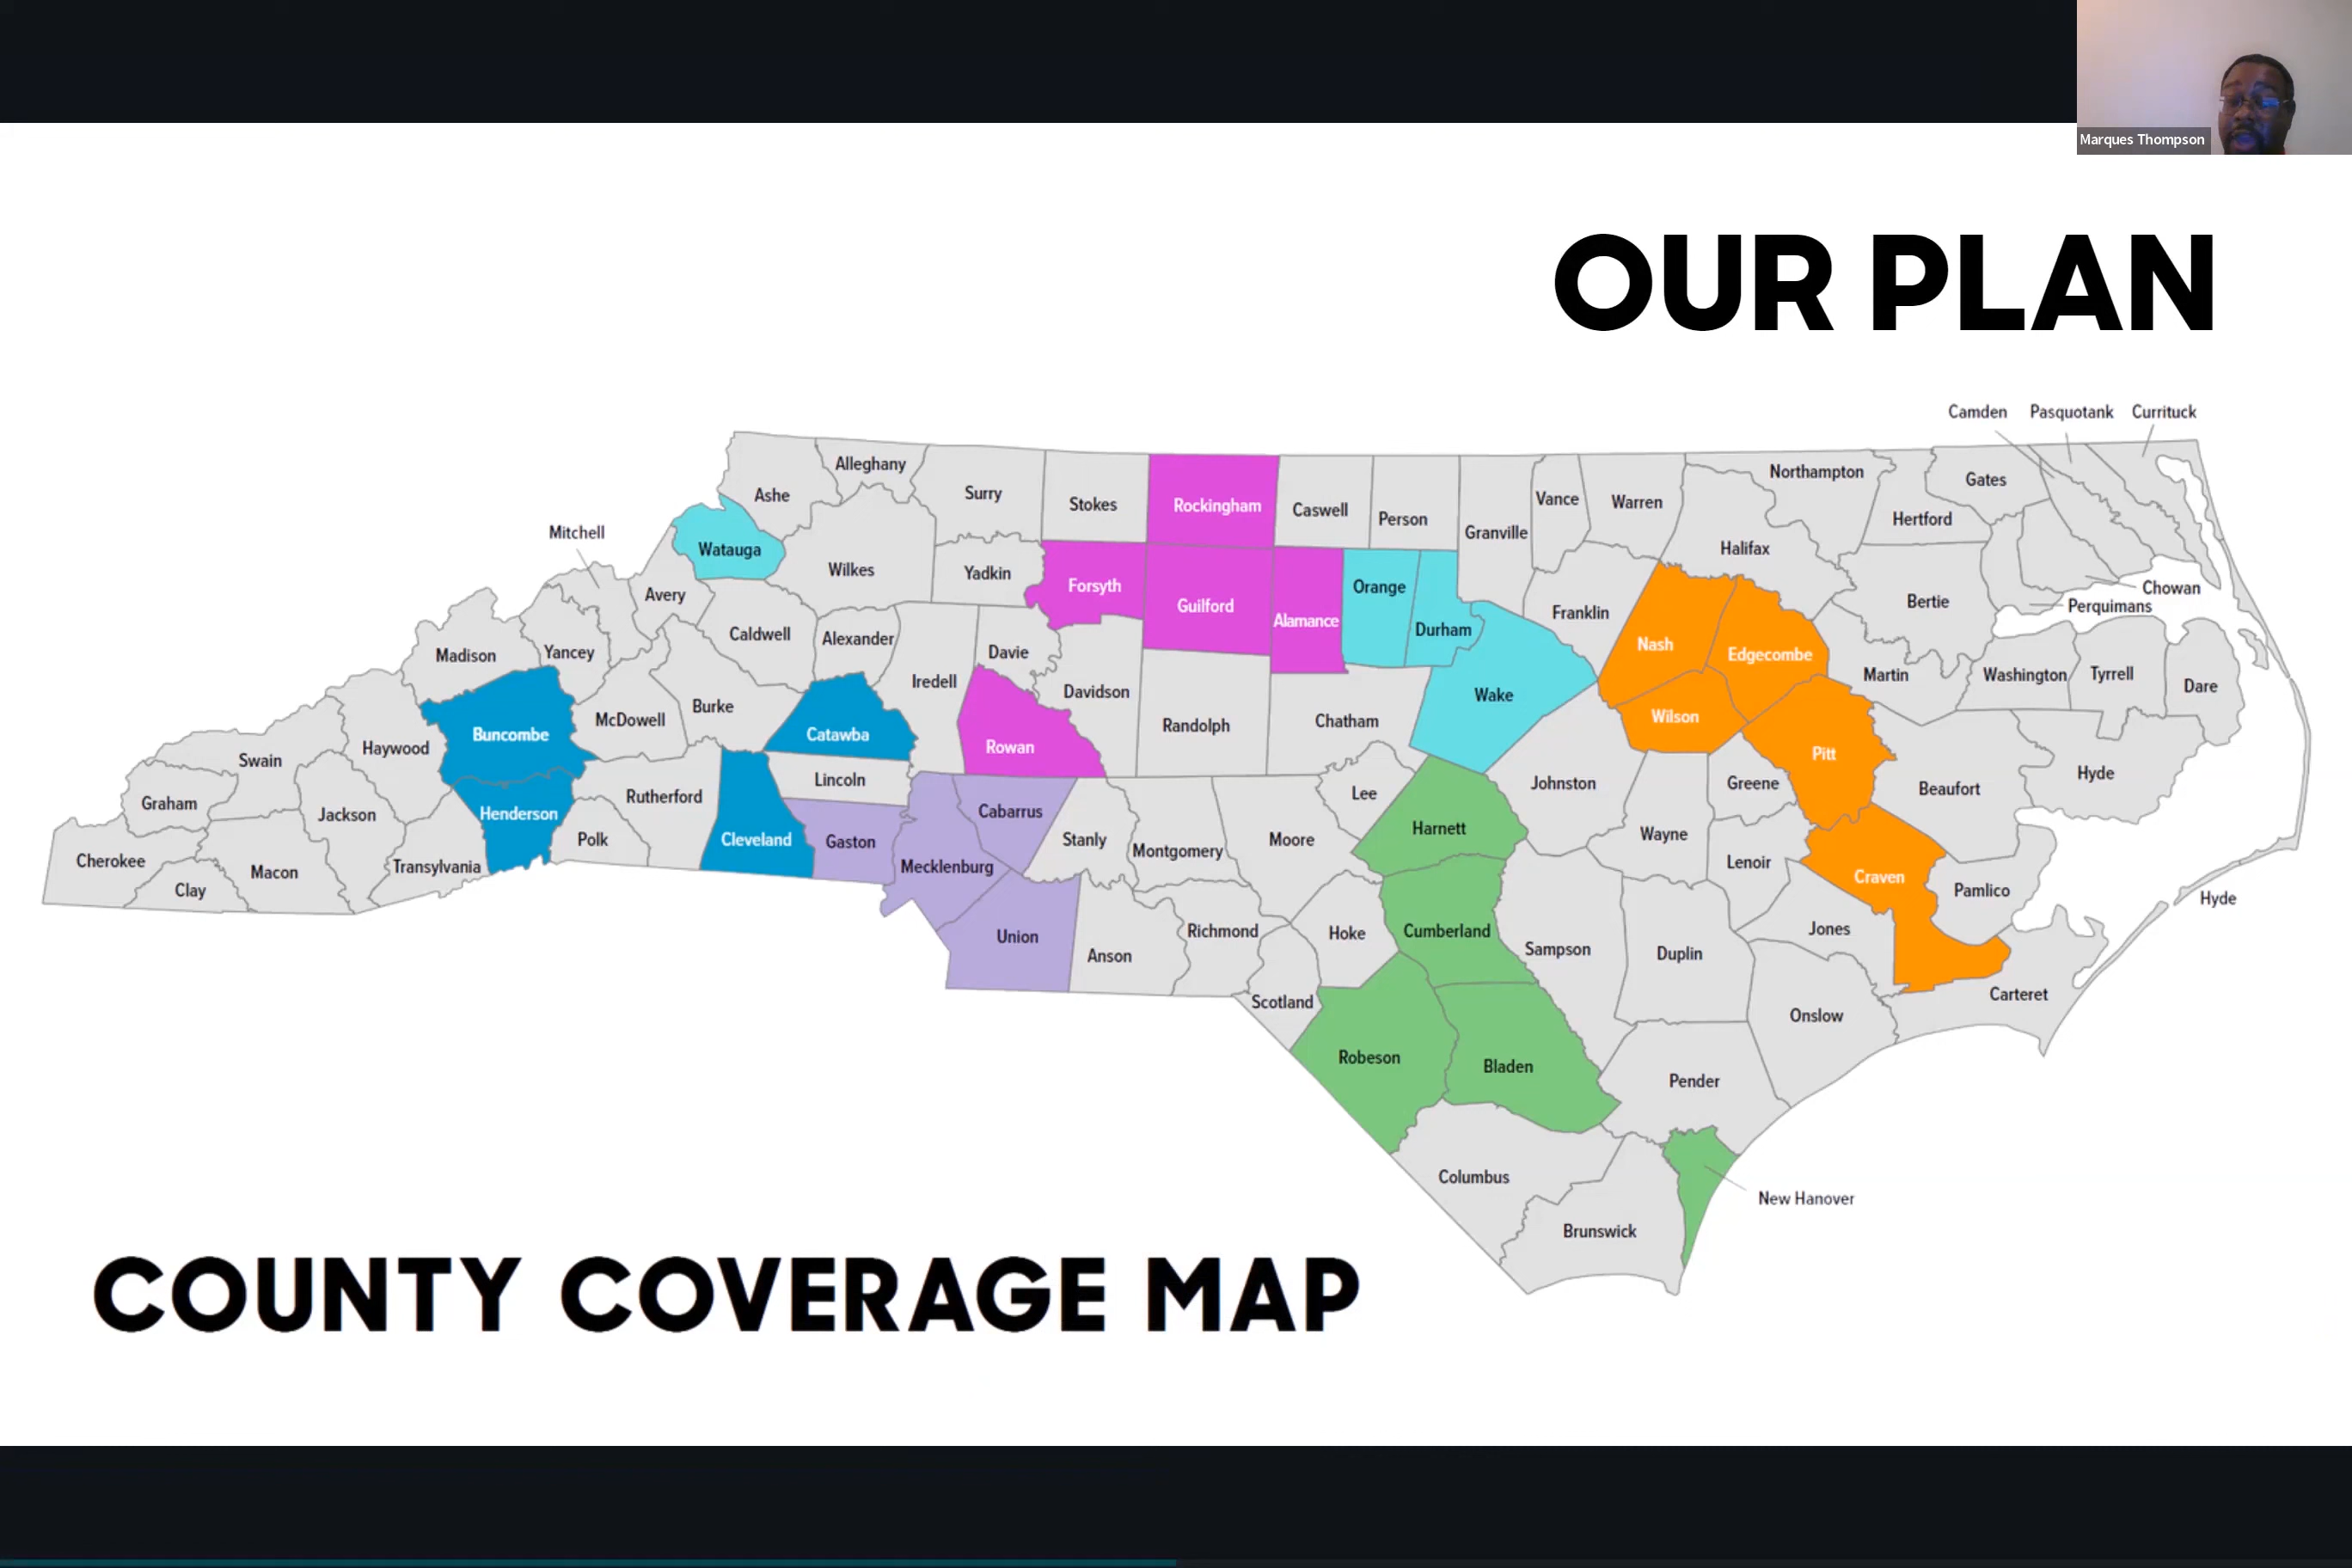 Marques Thompson
OUR PLAN
Camden Pasquotank Currituck
Alleghany
Northampton
Ashe
Surry
Stokes
Rockingham
Caswell
Person
Granville
Vance
Warren
Gates
Hertford
Mitchell
Watauga
Wilkes
Yadkin
Forsyth
Guilford
Alamance
Orange
Durham
Franklin
Halifax
Bertie
Chowan
Perquimans
Avery
Caldwell
Alexander
Davie
Madison
Yancey
Iredell
Davidson
Nash
Edgecombe
Martin
Washington
Tyrrell
Dare
Wake
Wilson
McDowell
Burke
Buncombe
Catawba
Rowan
Randolph
Chatham
Pitt
Haywood
Swain
Lincoln
Lee
Johnston
Greene
Beaufort
Hyde
Graham
Jackson
Henderson
Rutherford
Cleveland
Gaston
Cabarrus
Stanly
Montgomery
Moore
Harnett
Wayne
Lenoir
Cherokee
Clay
Macon
Transylvania
Polk
Mecklenburg
Craven
Pamlico
Hyde
Union
Anson
Richmond
Hoke
Cumberland
Sampson
Duplin
Jones
Carteret
Scotland
Onslow
Robeson
Bladen
Pender
Columbus
New Hanover
Brunswick
COUNTY COVERAGE MAP